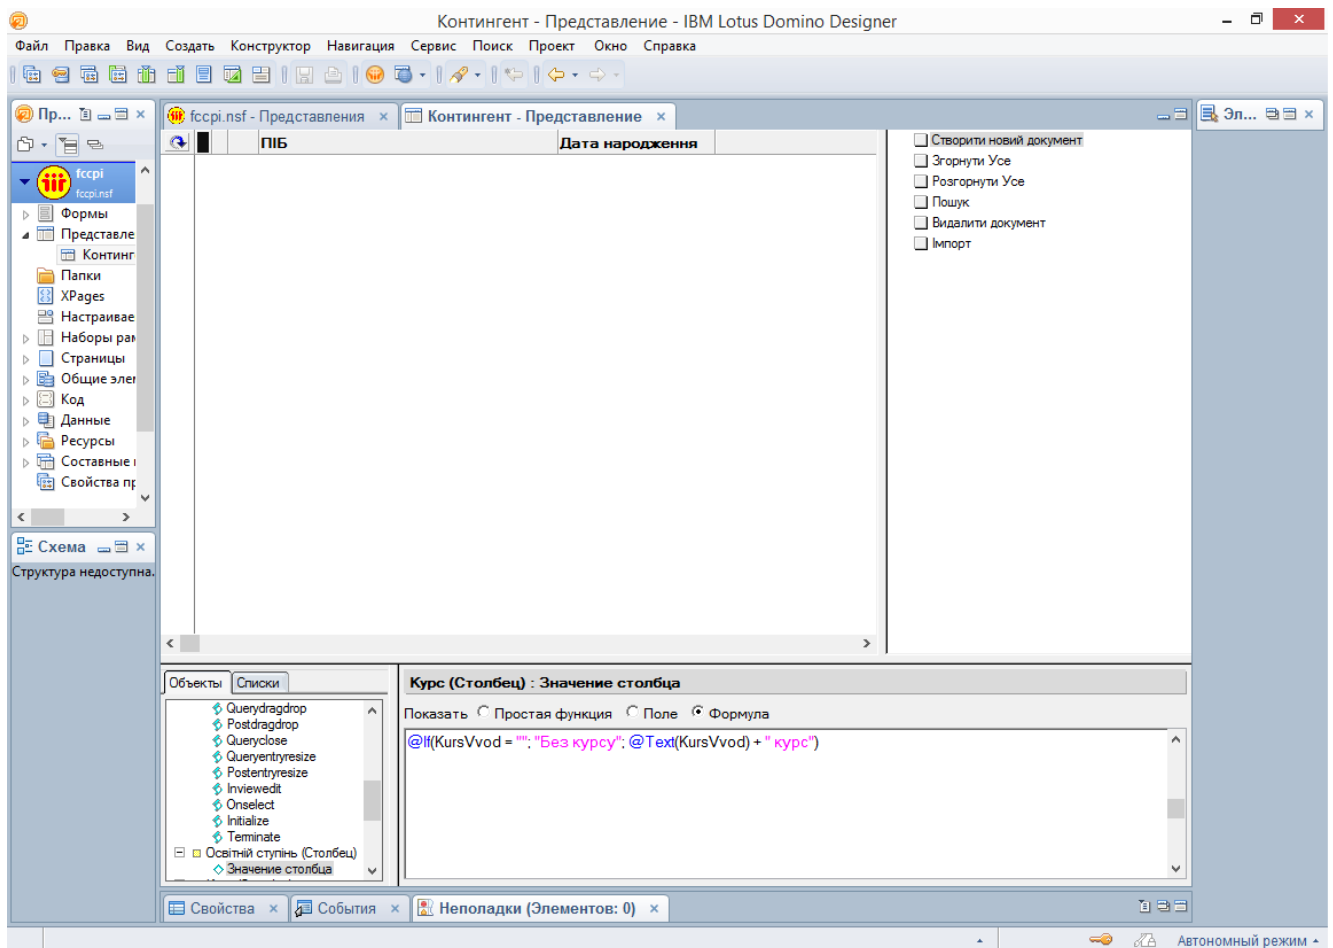 Контингент - Представление - IBM Lotus Domino Designer
Файл Правка Вид Создать Конструктор Навигация Сервис Поиск Проект Окно Справка
Пр...
fccpi.nsf - Представления
Контингент - Представление
Эл...
ПІБ
Дата народження
fccpi
fccpi.nsf
Формы
Представле
Континг
Папки
XPages
Настраивае
Наборы рам
Страницы
Общие элем
Код
Данные
Ресурсы
Составные
Свойства пр
Створити новий документ
Згорнути Усе
Розгорнути Усе
Пошук
Видалити документ
Імпорт
Схема
Структура недоступна.
Объекты Списки
Querydragdrop
Postdragdrop
Queryclose
Queryentryresize
Postentryresize
Inviewedit
Onselect
Initialize
Terminate
Освітній ступінь (Столбец)
Значение столбца
Курс (Столбец) : Значение столбца
Показать Простая функция Поле Формула
@If(KursVvod = ""; "Без курсу"; @Text(KursVvod) + " курс")
Свойства События Неполадки (Элементов: 0)
Автономный режим